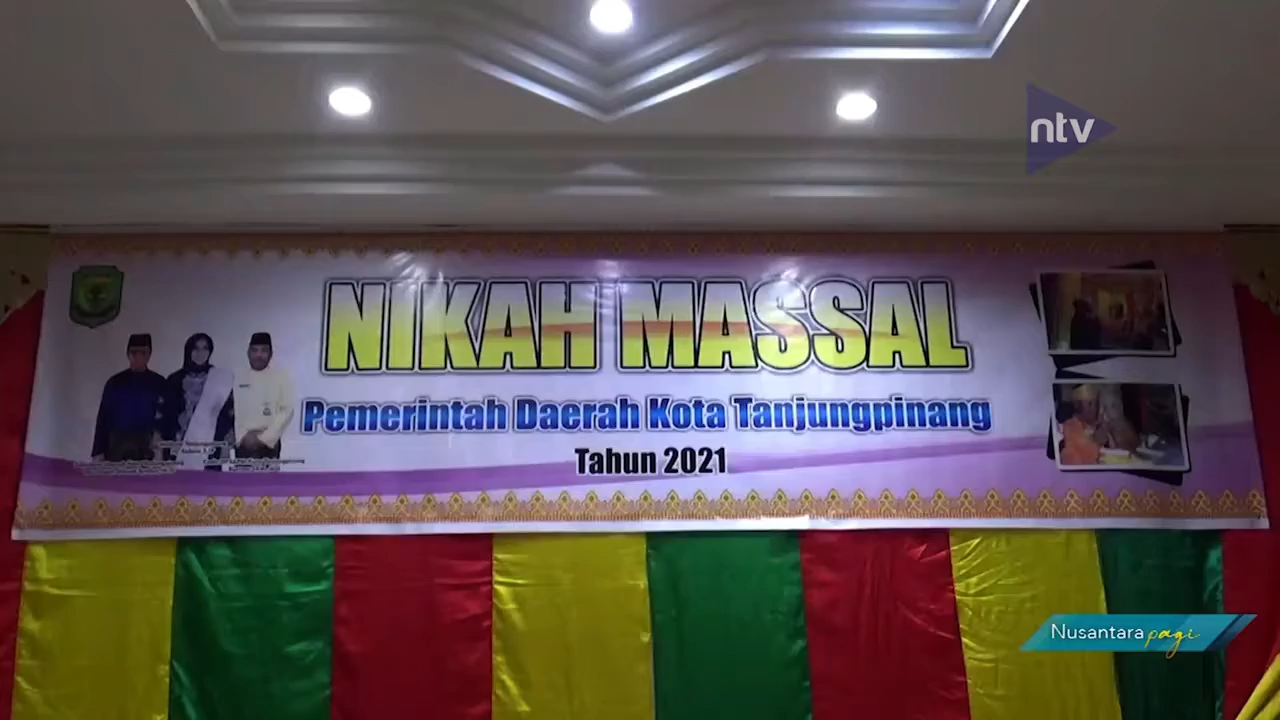 ntv
NIKAH MASSAL
Pemerintah Daerah Kota Tanjungpinang
Tahun 2021
Nusantara pagi